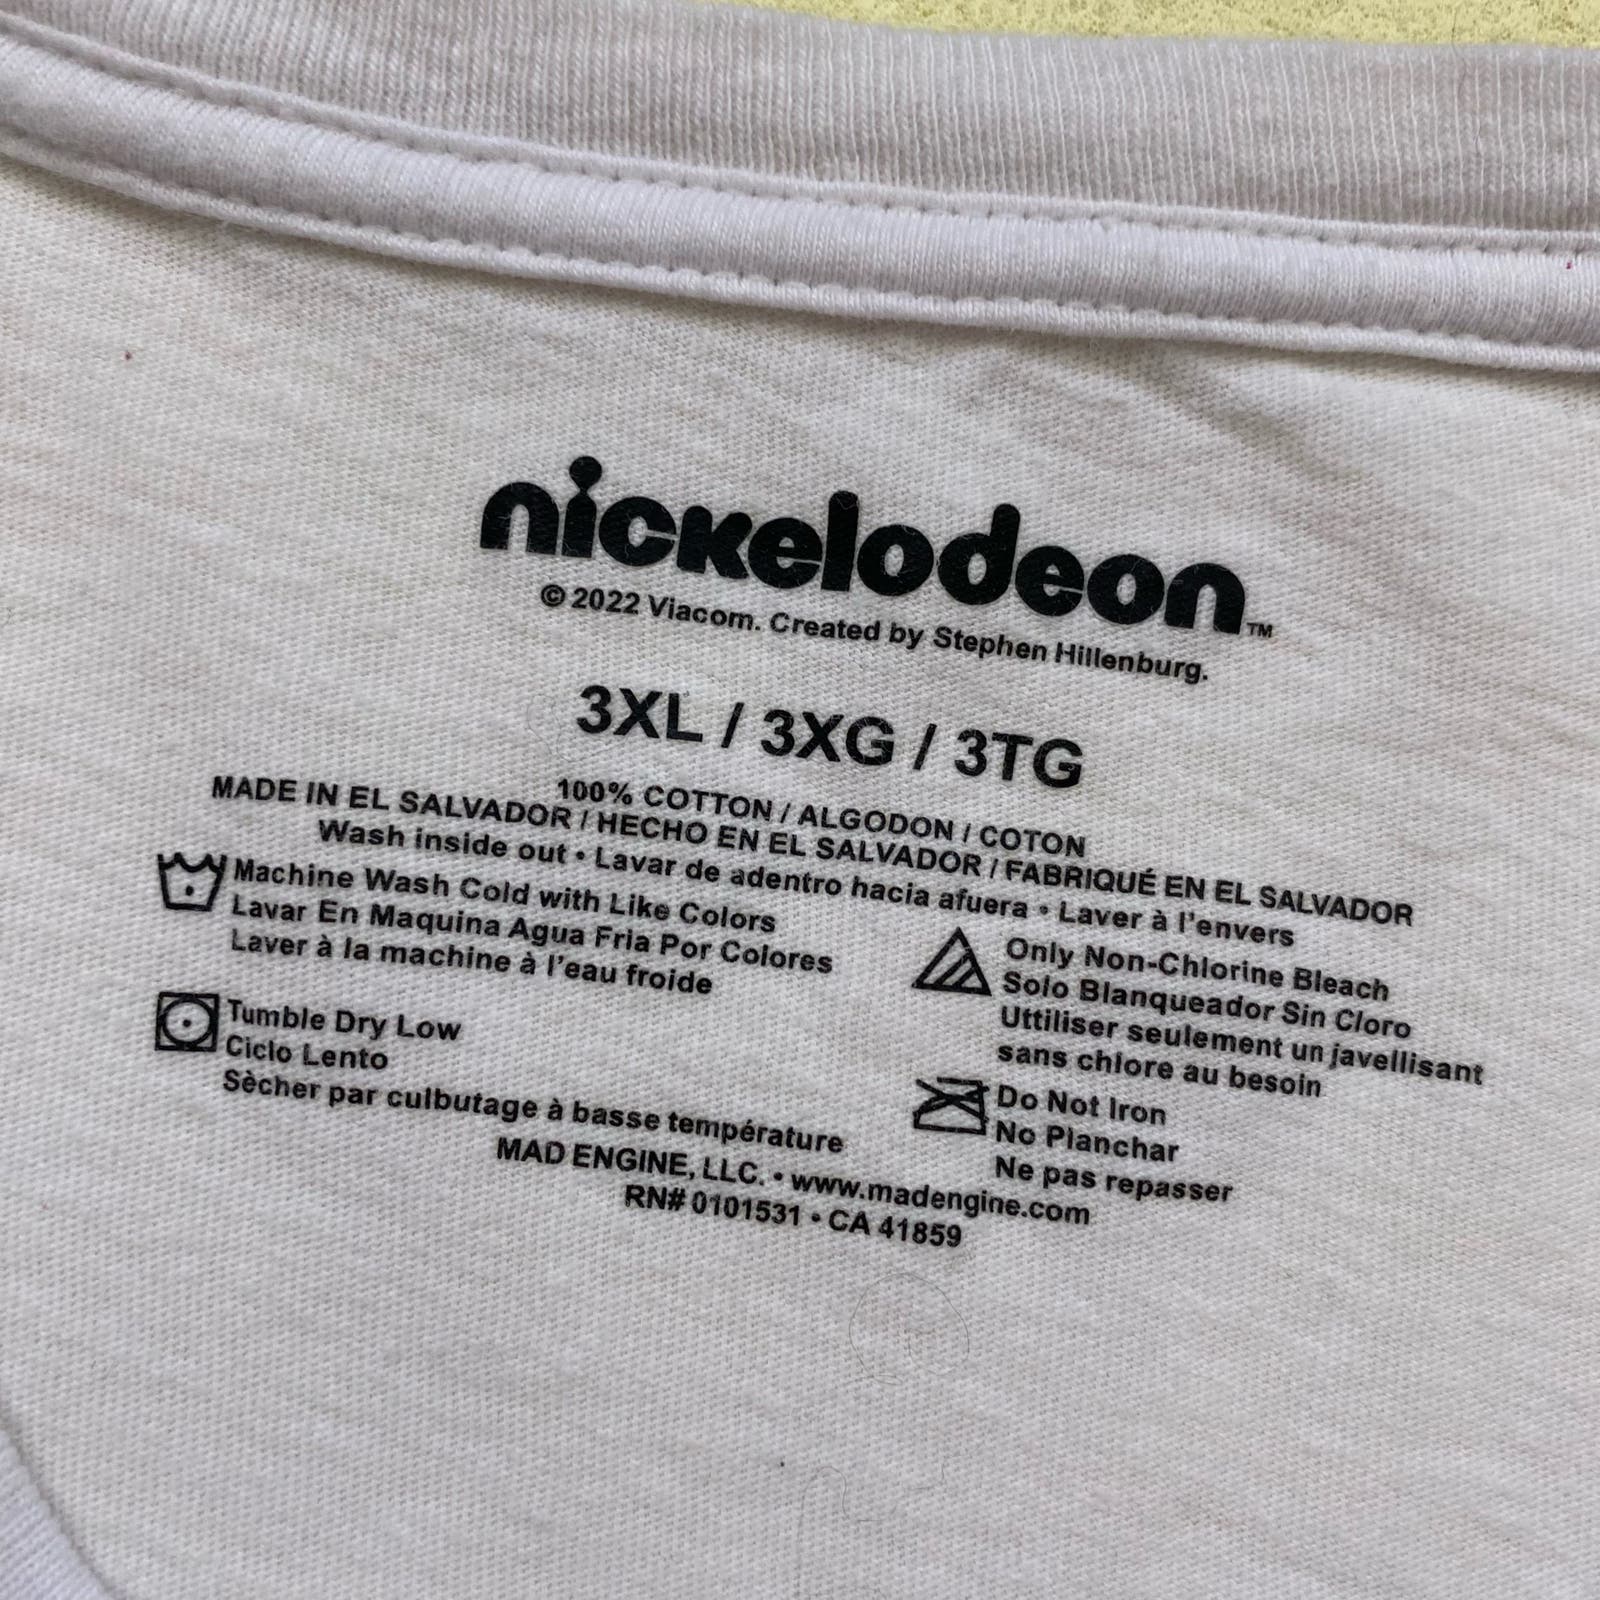 nickelodeon™
© 2022 Viacom. Created by Stephen Hillenburg.
3XL / 3XG / 3TG
100% COTTON / ALGODON / COTON
MADE IN EL SALVADOR / HECHO EN EL SALVADOR / FABRIQUÉ EN EL SALVADOR
Wash inside out • Lavar de adentro hacia afuera • Laver à l'envers
Machine Wash Cold with Like Colors
Lavar En Maquina Agua Fria Por Colores
Laver à la machine à l'eau froide
Only Non-Chlorine Bleach
Solo Blanqueador Sin Cloro
Uttiliser seulement un javellisant
sans chlore au besoin
Tumble Dry Low
Ciclo Lento
Sècher par culbutage à basse température
Do Not Iron
No Planchar
Ne pas repasser
MAD ENGINE, LLC. • www.madengine.com
RN# 0101531 • CA 41859